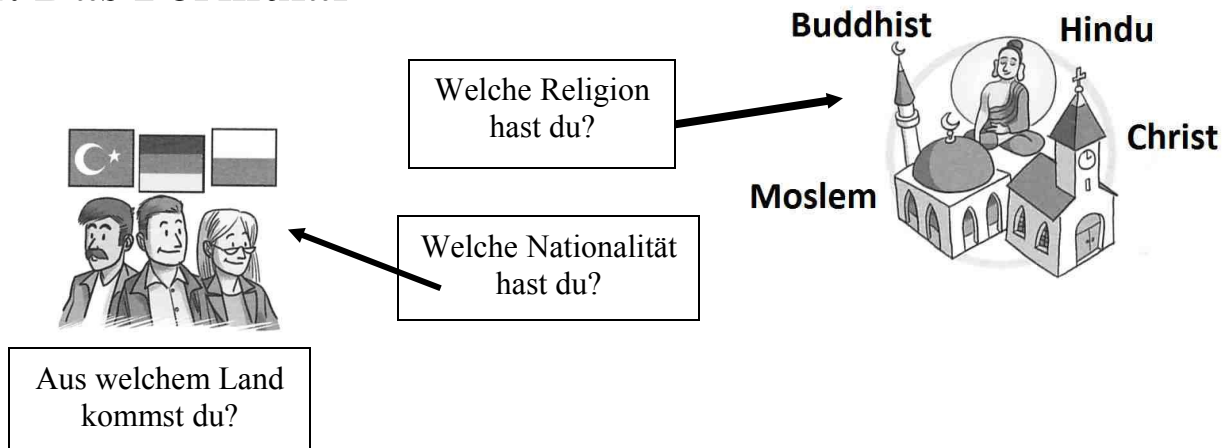 Buddhist
Hindu
Welche Religion
hast du?
Christ
Moslem
Welche Nationalität
hast du?
Aus welchem Land
kommst du?